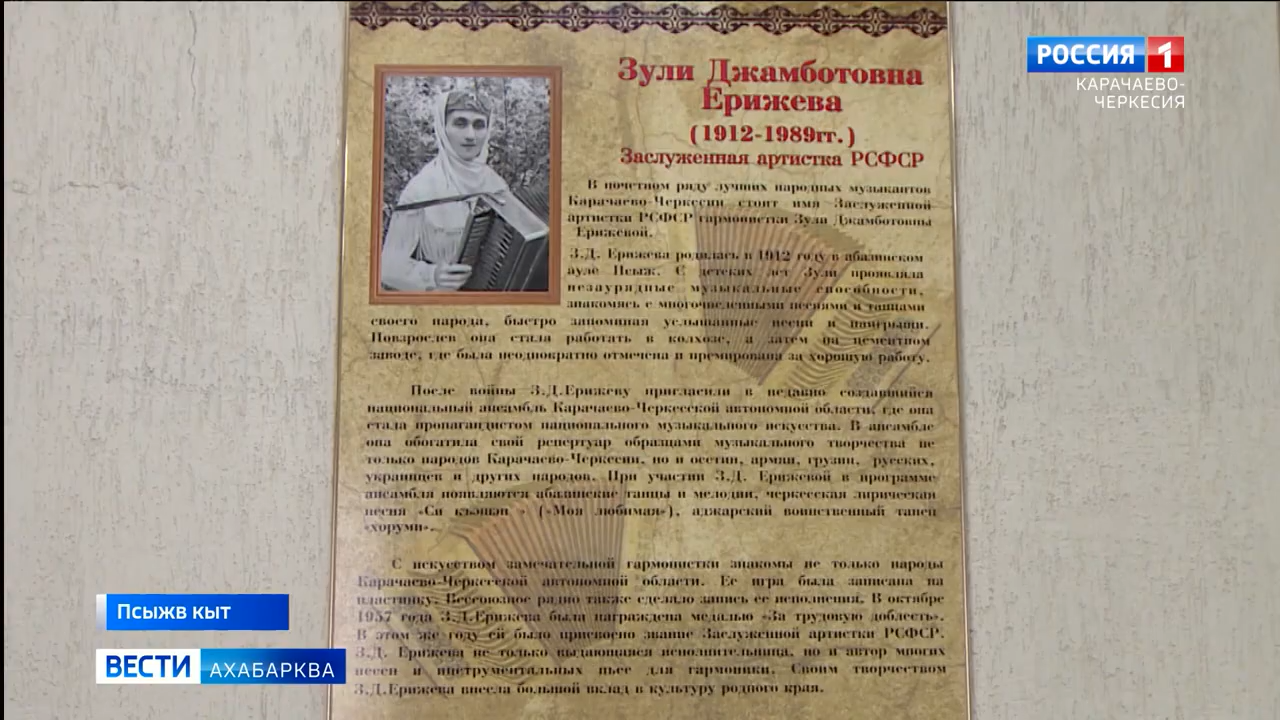 РОССИЯ 1
КАРАЧАЕВО-
ЧЕРКЕСИЯ
Зули Джамботовна
Ерижева
(1912-1989гг.)
Заслуженная артистка РСФСР
В почетном ряду лучших народных музыкантов
Карачаево-Черкесии стоит имя Заслуженной
артистки РСФСР гармонистки Зули Джамботовны
Ерижевой.
З.Д. Ерижева родилась в 1912 году в абазинском
ауле Псыж. С детских лет Зули проявляла
незаурядные музыкальные способности,
знакомясь с многочисленными песнями и танцами
своего народа, быстро запоминая услышанные песни и наигрыши.
Повзрослев она стала работать в колхозе, а затем на цементном
заводе, где была неоднократно отмечена и премирована за хорошую работу.
После войны З.Д.Ерижеву пригласили в недавно создавшийся
национальный ансамбль Карачаево-Черкесской автономной области, где она
стала пропагандистом национального музыкального искусства. В ансамбле
она обогатила свой репертуар образцами музыкального творчества не
только народов Карачаево-Черкесии, но и осетин, армян, грузин, русских,
украинцев и других народов. При участии З.Д. Ерижевой в программе
ансамбля появляются абазинские танцы и мелодии, черкесская лирическая
песня «Си къэпэп » («Моя любимая»), аджарский воинственный танец
«хоруми».
С искусством замечательной гармонистки знакомы не только народы
Карачаево-Черкесской автономной области. Ее игра была записана на
пластинку. Всесоюзное радио также сделало запись ее исполнения. В октябре
1957 года З.Д.Ерижева была награждена медалью «За трудовую доблесть».
В этом же году ей было присвоено звание Заслуженной артистки РСФСР.
З.Д. Ерижева не только выдающаяся исполнительница, но и автор многих
песен и инструментальных пьес для гармоники. Своим творчеством
З.Д.Ерижева внесла большой вклад в культуру родного края.
Псыжв кыт
ВЕСТИ АХАБАРКВА